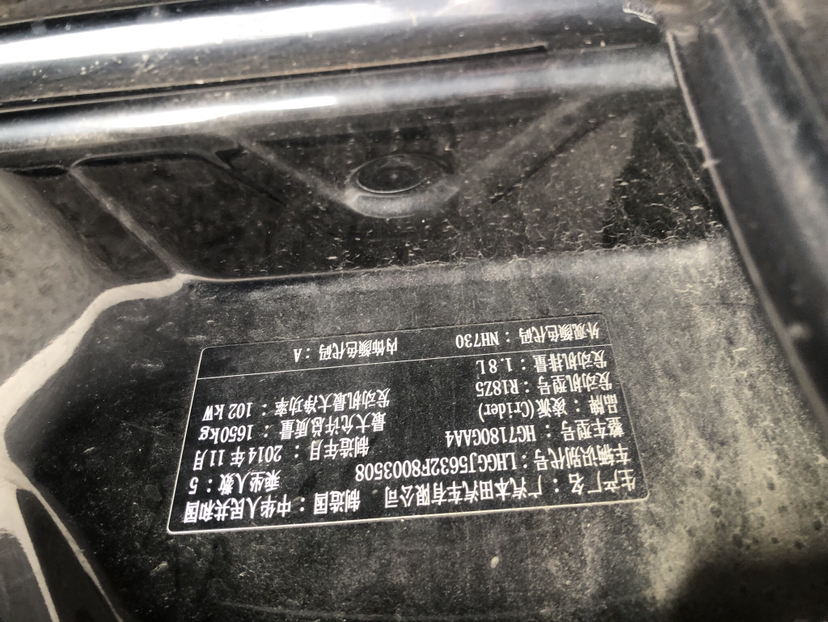 生产厂名：广汽本田汽车有限公司 制造国：中华人民共和国
车辆识别代号：LHGGJ5632F8003508 乘坐人数：5
整车型号：HG7180GAA4 制造年月：2014年11月
品牌：凌派(Crider) 最大允许总质量：1650kg
发动机型号：R18Z5 发动机最大净功率：102kW
发动机排量：1.8L
外观颜色代码：NH730 内饰颜色代码：A